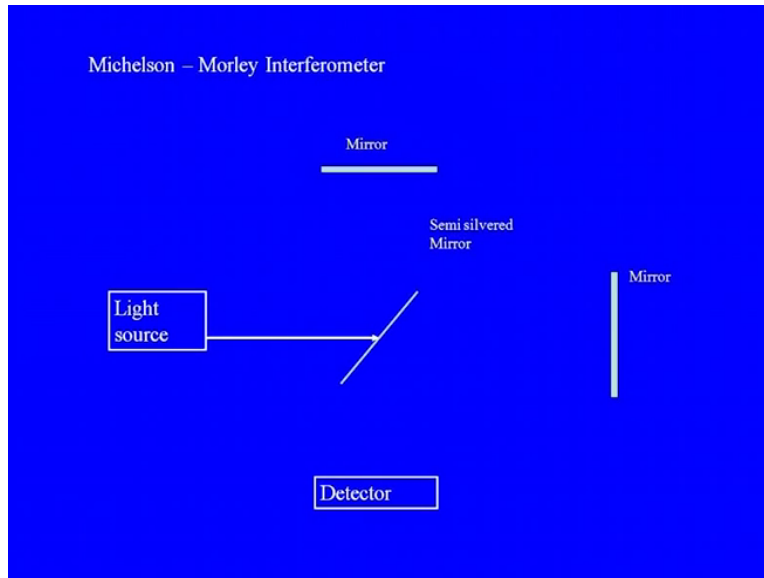 Michelson – Morley Interferometer
Mirror
Semi silvered
Mirror
Mirror
Light
source
Detector